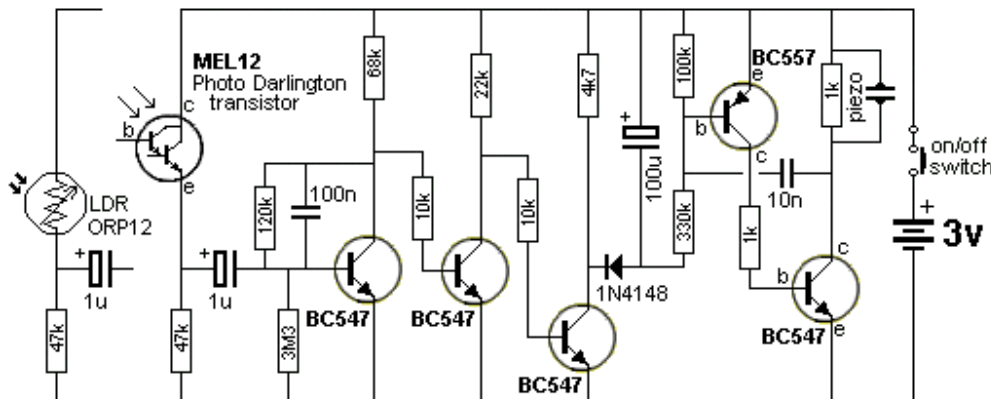 MEL12
Photo Darlington
transistor
c
b
e
LDR
ORP12
1u
47k
1u
47k
120k
100n
3M3
68k
BC547
10k
22k
BC547
10k
4k7
BC547
+
100u
1N4148
100k
330k
BC557
e
b
c
1k
10n
1k
piezo
b
c
e
BC547
on/off
switch
+
3v
+
+